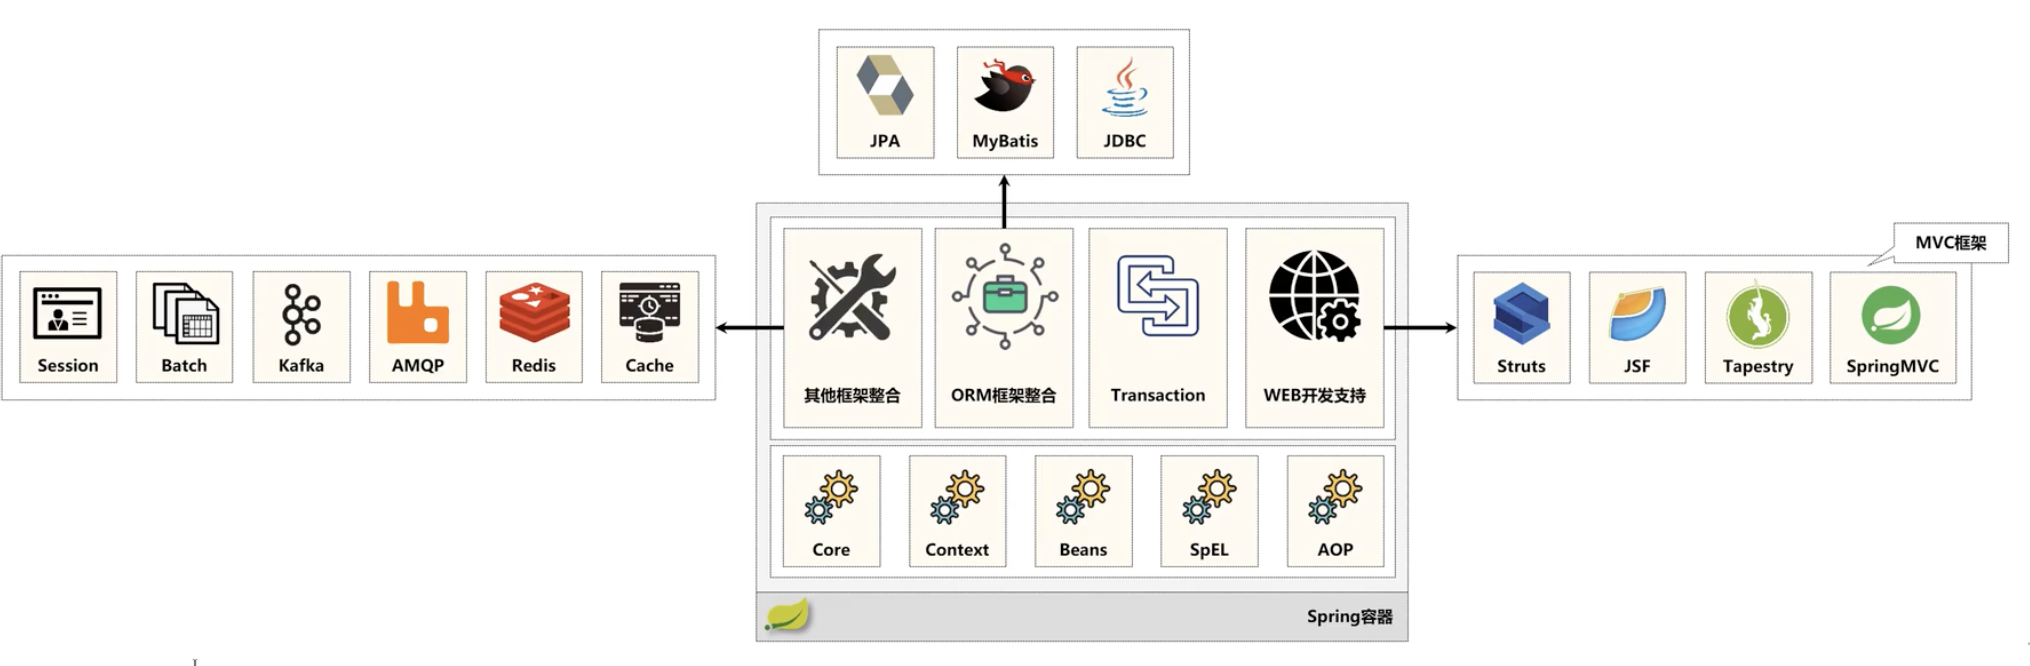 JPA
MyBatis
JDBC
MVC框架
Session
Batch
Kafka
AMQP
Redis
Cache
其他框架整合
ORM框架整合
Transaction
WEB开发支持
Struts
JSF
Tapestry
SpringMVC
Core
Context
Beans
SpEL
AOP
Spring容器